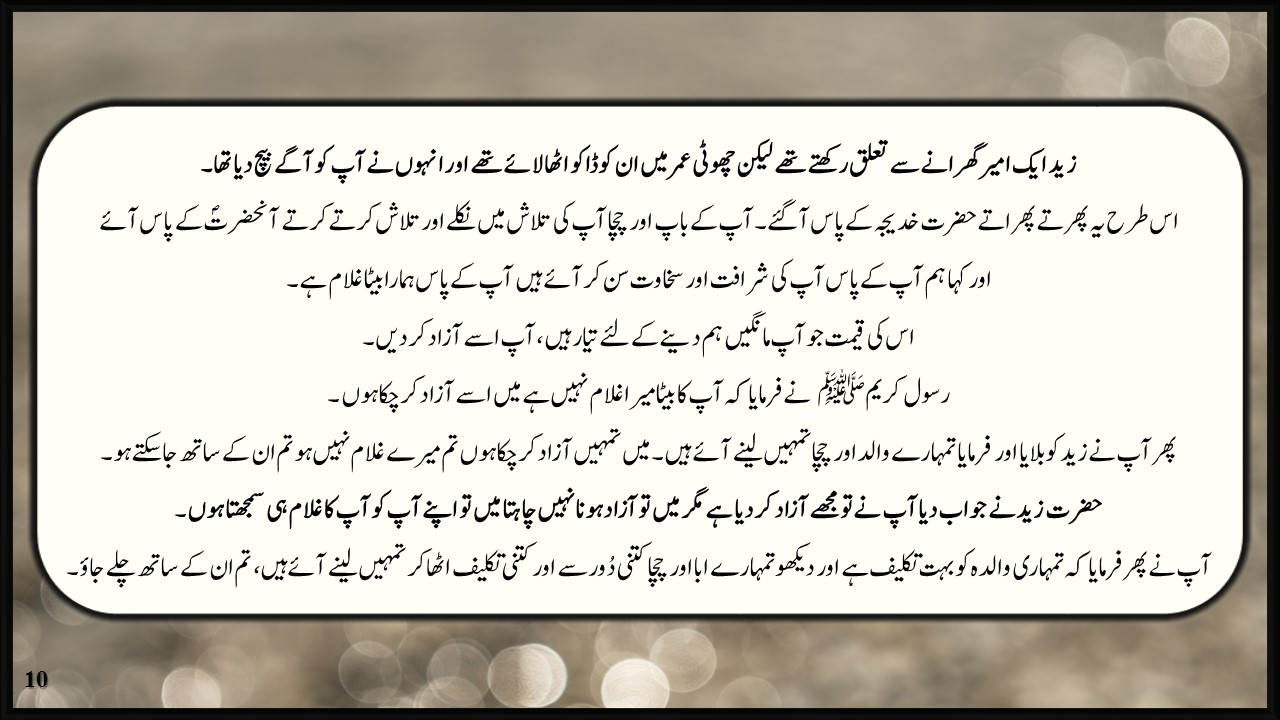 زید ایک امیر گھرانے سے تعلق رکھتے تھے لیکن چھوٹی عمر میں ان کو ڈاکو اٹھا لائے تھے اور انہوں نے آپ کو آگے بیچ دیا تھا۔
اس طرح یہ پھرتے پھراتے حضرت خدیجہ کے پاس آگئے۔ آپ کے باپ اور چچا آپ کی تلاش میں نکلے اور تلاش کرتے کرتے آنحضرتؐ کے پاس آئے
اور کہا ہم آپ کے پاس آپ کی شرافت اور سخاوت سن کر آئے ہیں آپ کے پاس ہمارا بیٹا غلام ہے۔
اس کی قیمت جو آپ مانگیں ہم دینے کے لئے تیار ہیں، آپ اسے آزاد کر دیں۔
رسول کریم ﷺ نے فرمایا کہ آپ کا بیٹا میرا غلام نہیں ہے میں اسے آزاد کر چکا ہوں۔
پھر آپ نے زید کو بلایا اور فرمایا تمہارے والد اور چچا تمہیں لینے آئے ہیں۔ میں تمہیں آزاد کر چکا ہوں تم میرے غلام نہیں ہو تم ان کے ساتھ جا سکتے ہو۔
حضرت زید نے جواب دیا آپ نے تو مجھے آزاد کر دیا ہے مگر میں تو آزاد ہونا نہیں چاہتا میں تو اپنے آپ کو آپ کا غلام ہی سمجھتا ہوں۔
آپ نے پھر فرمایا کہ تمہاری والدہ کو بہت تکلیف ہے اور دیکھو تمہارے ابا اور چچا کتنی دُور سے اور کتنی تکلیف اٹھا کر تمہیں لینے آئے ہیں، تم ان کے ساتھ چلے جاؤ۔
10